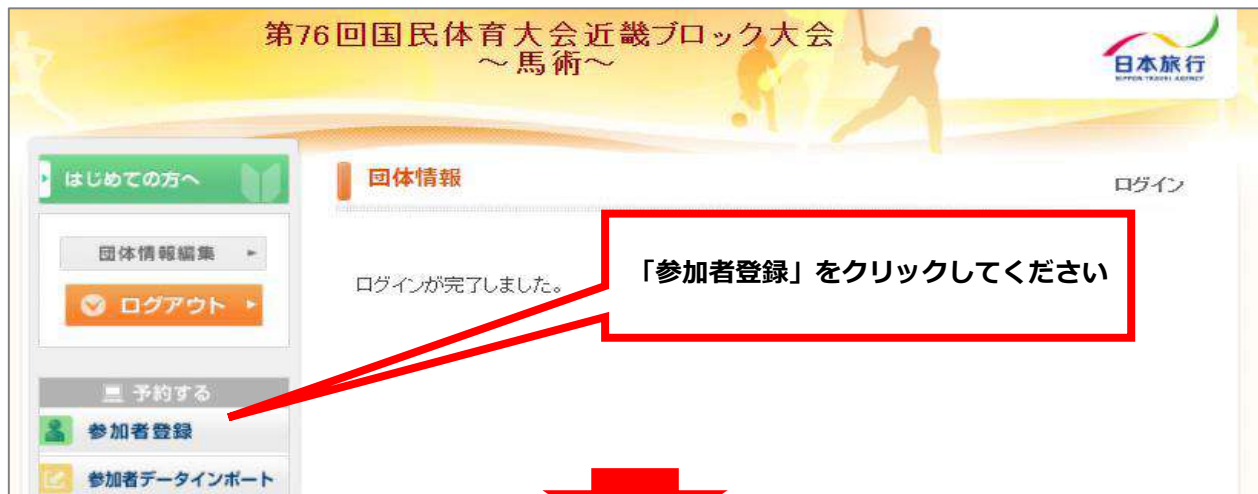 第76回国民体育大会近畿ブロック大会
～馬術～
日本旅行
NIPPON TRAVEL AGENCY
はじめての方へ
団体情報
ログイン
団体情報編集
ログアウト
ログインが完了しました。
「参加者登録」をクリックしてください
予約する
参加者登録
参加者データインポート